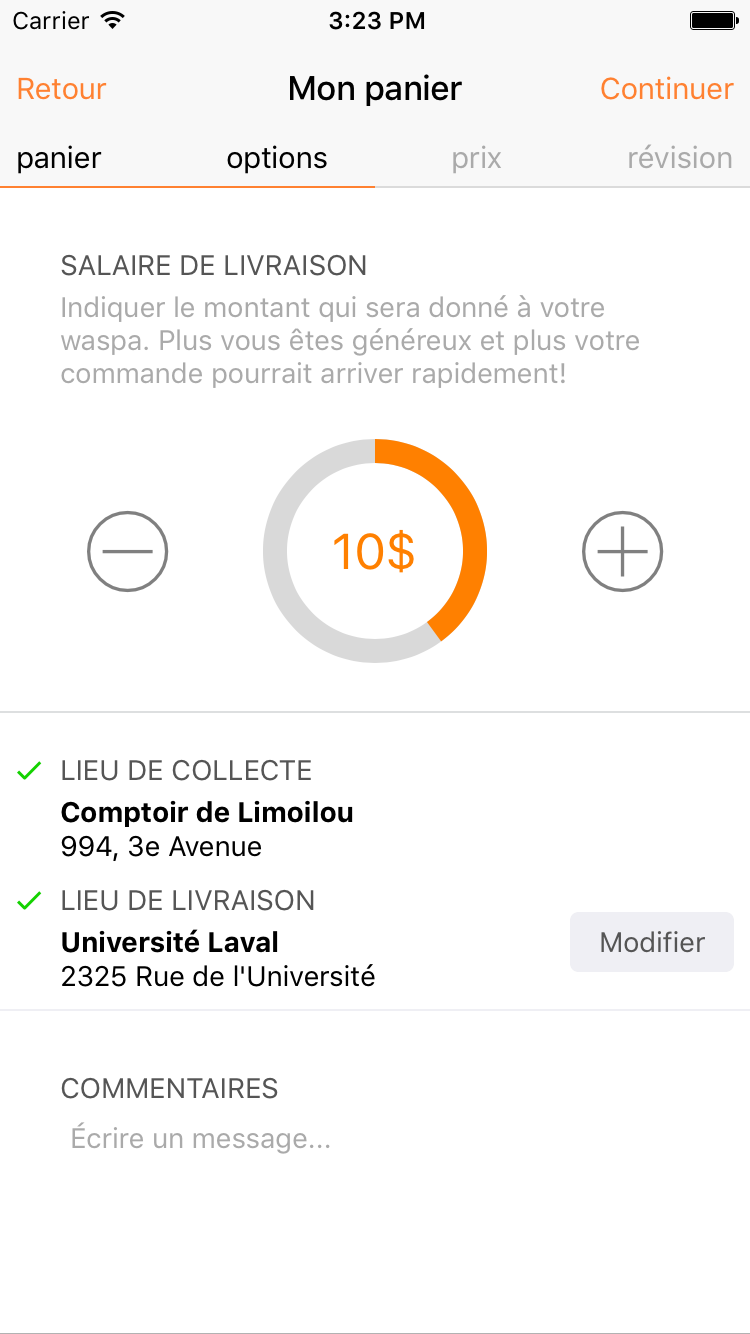 Carrier 3:23 PM
Retour Mon panier Continuer
panier options prix révision
SALAIRE DE LIVRAISON
Indiquer le montant qui sera donné à votre
waspa. Plus vous êtes généreux et plus votre
commande pourrait arriver rapidement!
10$
LIEU DE COLLECTE
Comptoir de Limoilou
994, 3e Avenue
LIEU DE LIVRAISON
Université Laval
Modifier
2325 Rue de l'Université
COMMENTAIRES
Écrire un message...